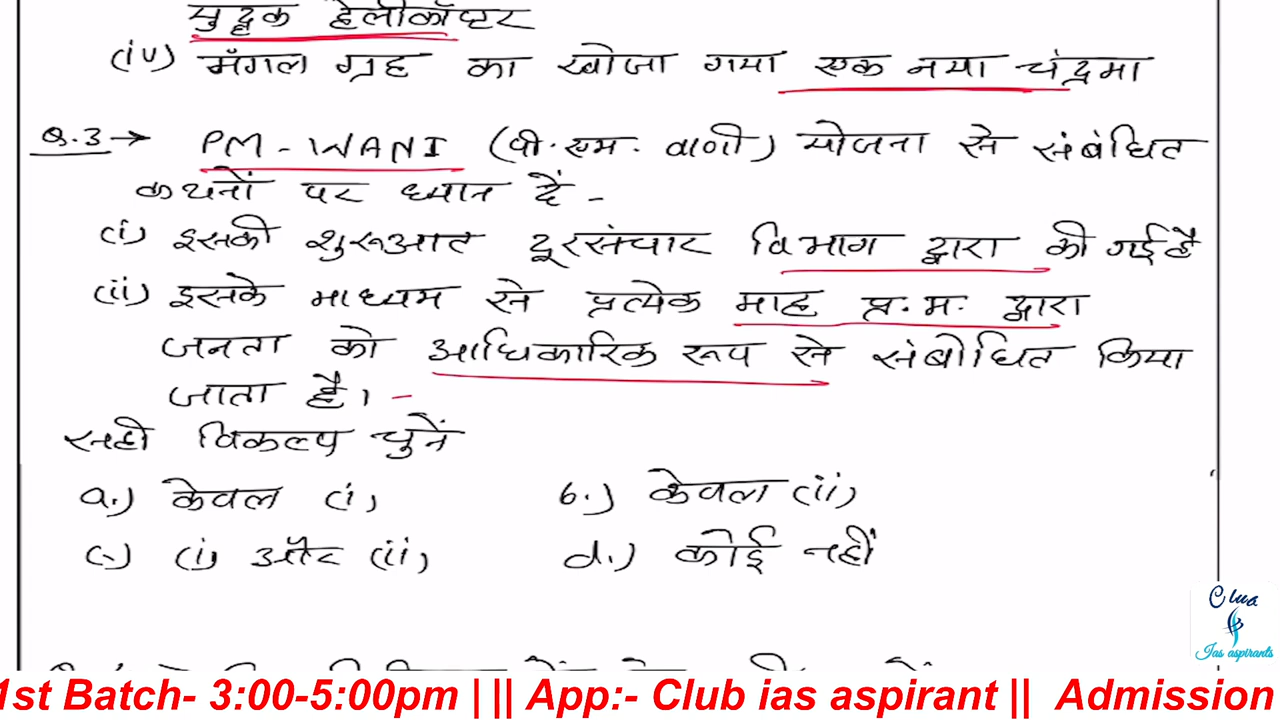 युद्धक हेलीकॉप्टर
(iv) मंगल ग्रह का खोजा गया एक नया चंद्रमा
Q.3→ PM-WANI (पी.एम. वाणी) योजना से संबंधित
कथनों पर ध्यान दें -
(i) इसकी शुरूआत दूरसंचार विभाग द्वारा की गई है
(ii) इसके माध्यम से प्रत्येक माह प्र.म. द्वारा
जनता को आधिकारिक रूप से संबोधित किया
जाता है। -
सही विकल्प चुनें
a.) केवल (i) b.) केवल (ii)
c.) (i) और (ii) d.) कोई नहीं
Club
Ias aspirants
1st Batch- 3:00-5:00pm | || App:- Club ias aspirant || Admission